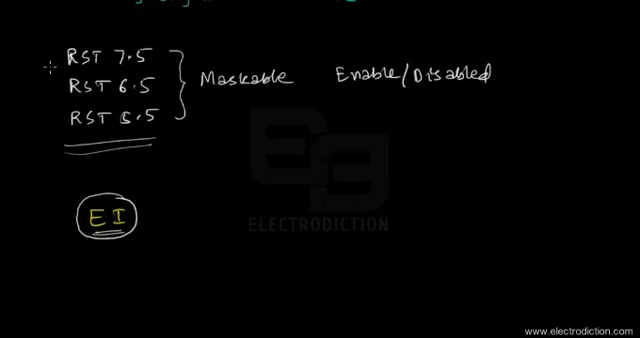 RST 7.5
RST 6.5 } Maskable Enable/Disabled
RST 5.5
EI
ELECTRODICTION
www.electrodiction.com